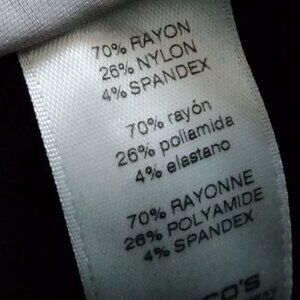 70% RAYON
26% NYLON
4% SPANDEX
70% rayón
26% poliamida
4% elastano
70% RAYONNE
26% POLYAMIDE
4% SPANDEX